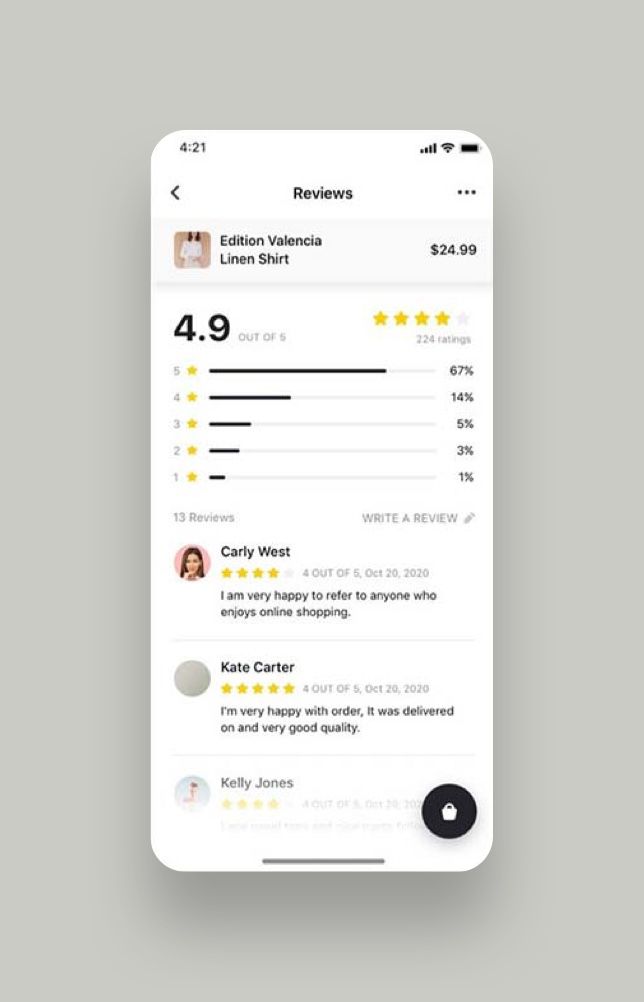 4:21
Reviews
Edition Valencia
Linen Shirt
$24.99
4.9 OUT OF 5
224 ratings
5 67%
4 14%
3 5%
2 3%
1 1%
13 Reviews
WRITE A REVIEW
Carly West
4 OUT OF 5, Oct 20, 2020
I am very happy to refer to anyone who
enjoys online shopping.
Kate Carter
4 OUT OF 5, Oct 20, 2020
I'm very happy with order, It was delivered
on and very good quality.
Kelly Jones
4 OUT OF 5, Oct 20, 202